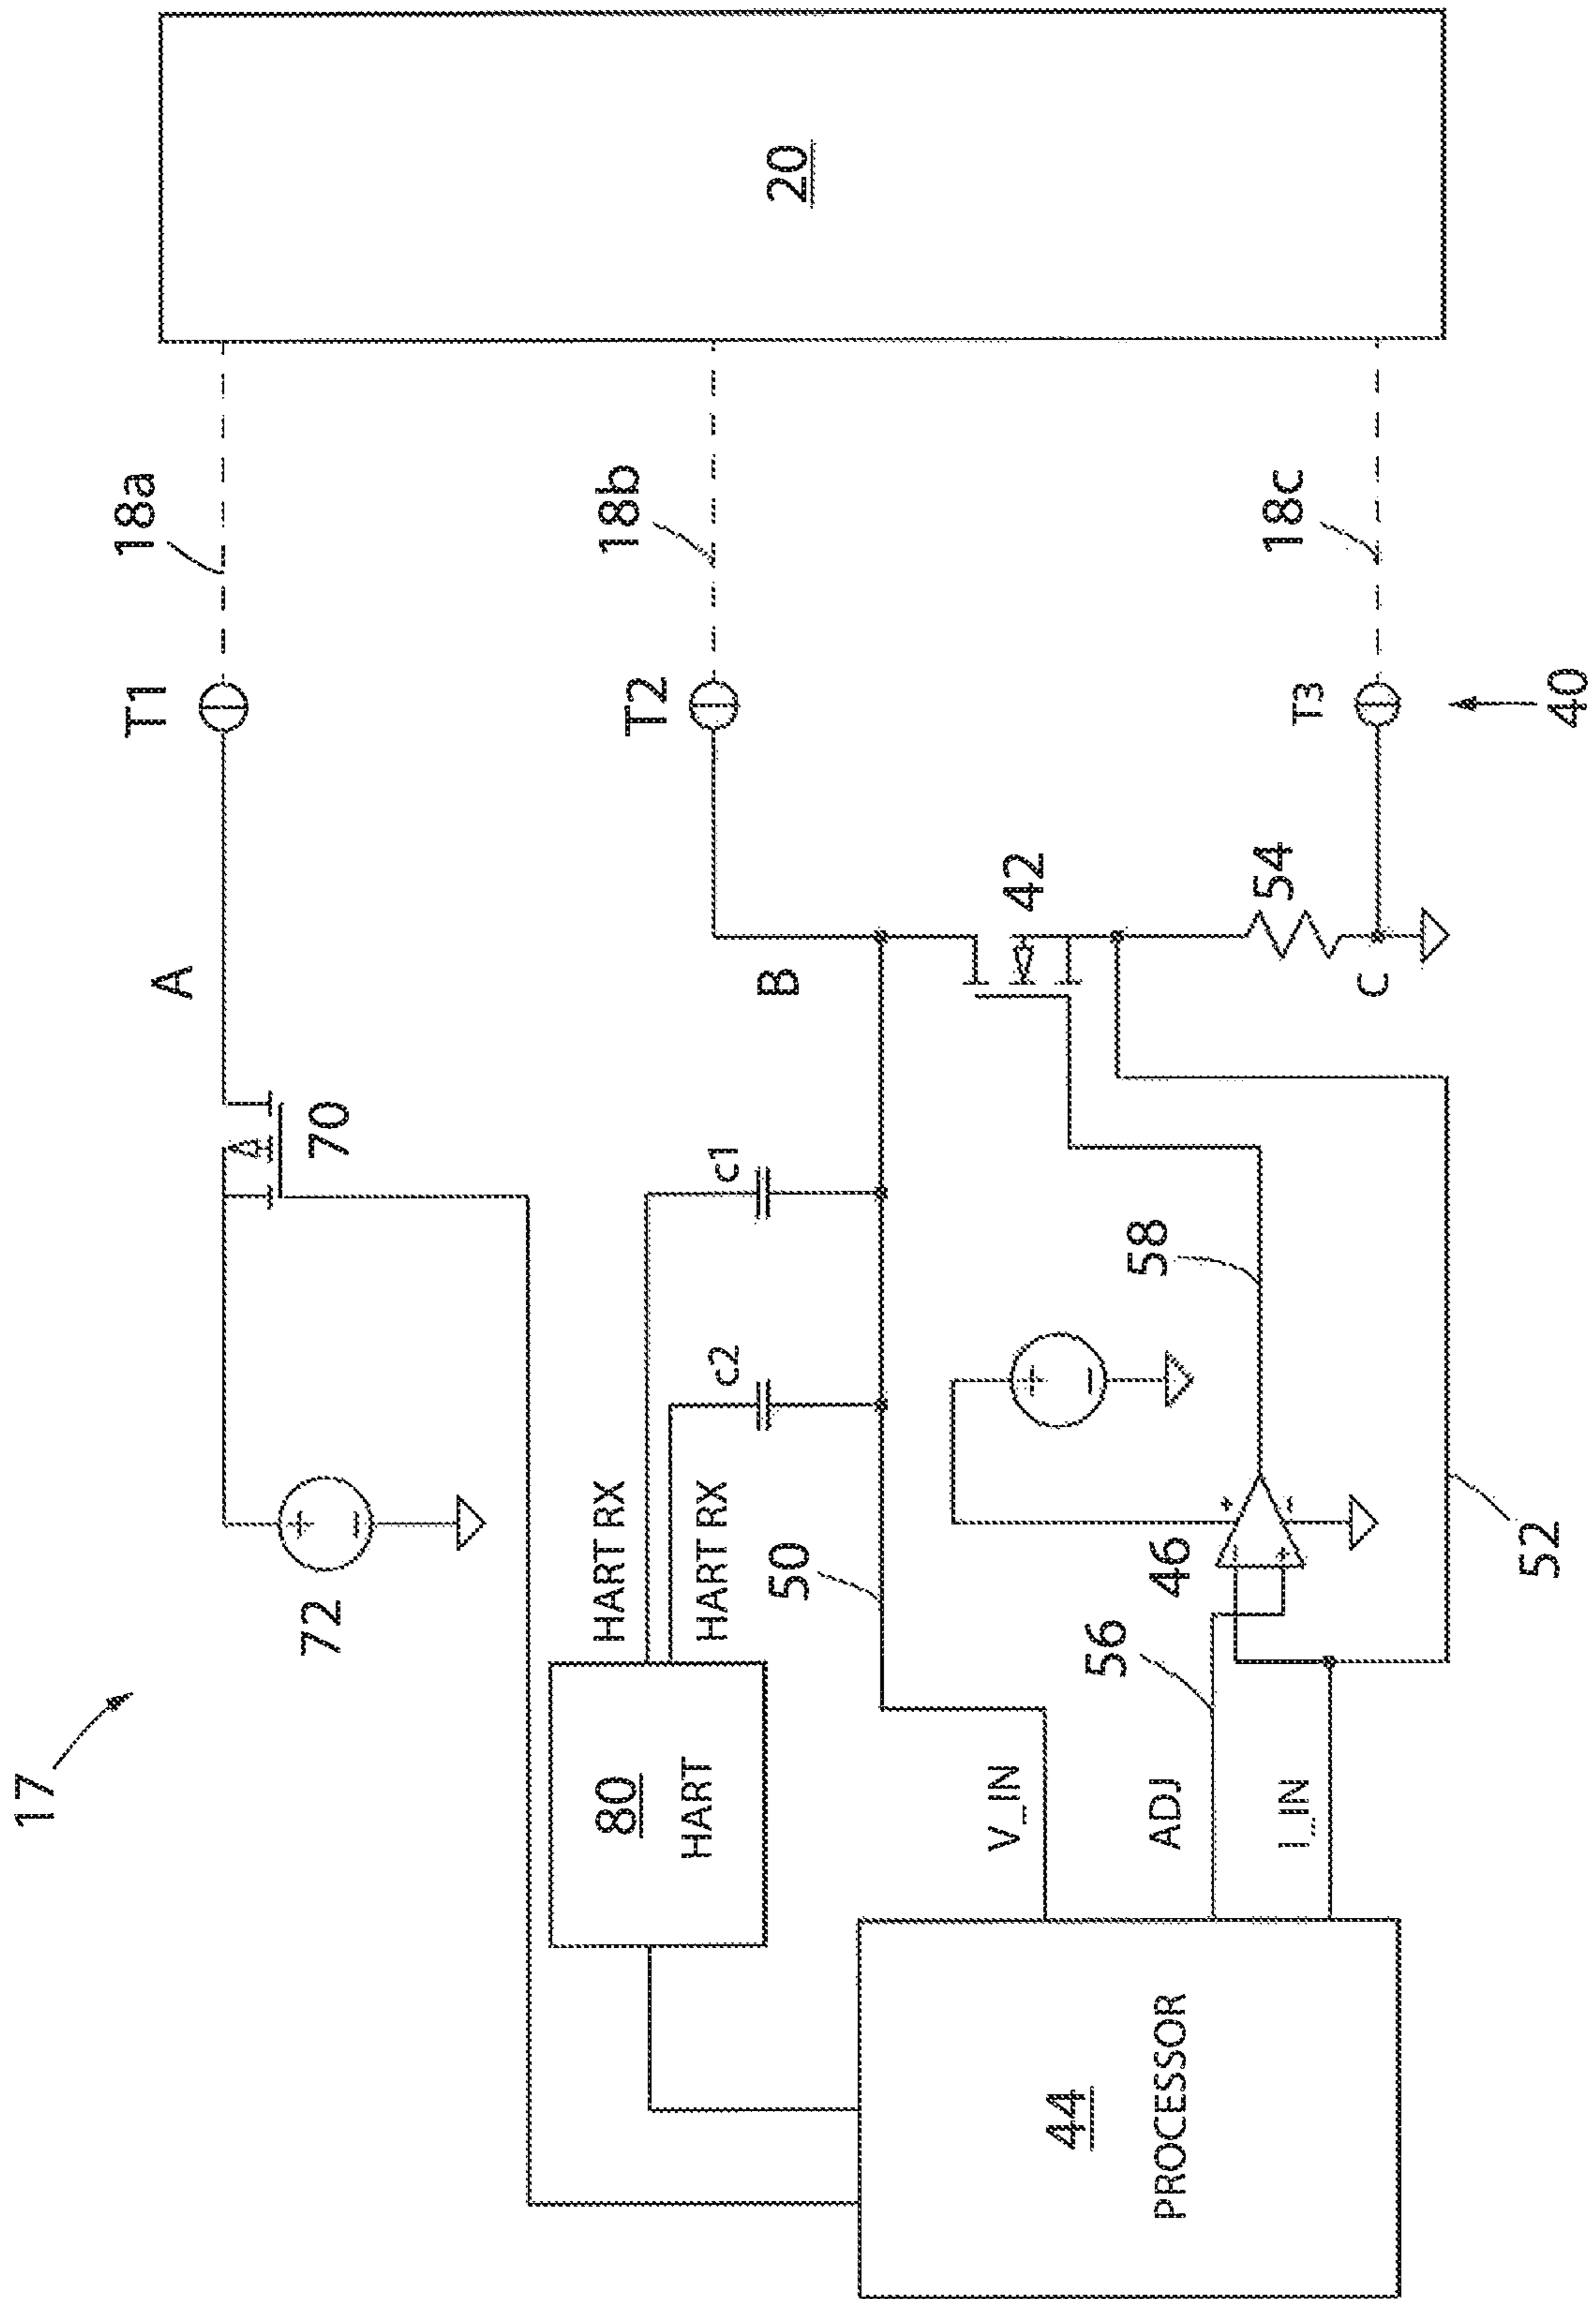 17
72
70
A
T1
18a
20
80
HART
HART RX
HART RX
c2
c1
50
B
T2
18b
V_IN
ADJ
I_IN
56
46
58
42
54
C
T3
18c
40
52
44
PROCESSOR
+
−
+
−
+
−
−
+